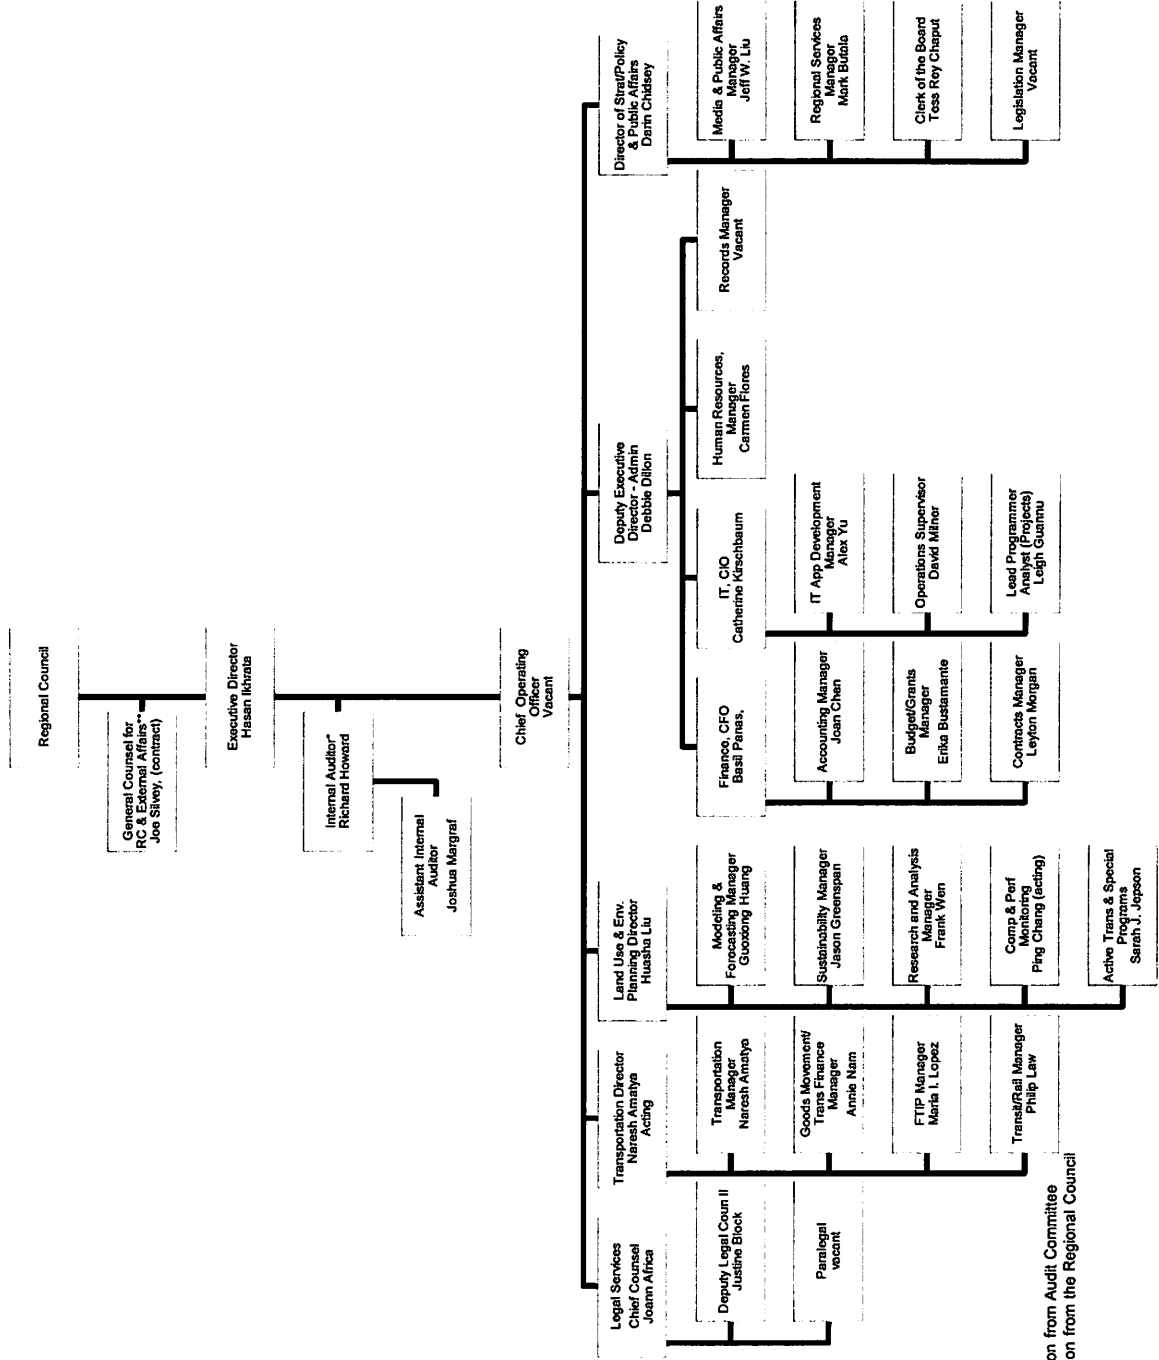 Regional Council
General Counsel for
RC & External Affairs**
Joe Silvey, (contract)
Executive Director
Hasan Ikhrata
Internal Auditor*
Richard Howard
Assistant Internal
Auditor
Joshua Margraf
Chief Operating
Officer
Vacant
Legal Services
Chief Counsel
Joann Africa
Deputy Legal Coun II
Justine Block
Paralegal
vacant
Transportation Director
Naresh Amatya
Acting
Transportation
Manager
Naresh Amatya
Goods Movement/
Trans Finance
Manager
Annie Nam
FTIP Manager
Maria I. Lopez
Transit/Rail Manager
Philip Law
Land Use & Env.
Planning Director
Huasha Liu
Modeling &
Forecasting Manager
Guoxiong Huang
Sustainability Manager
Jason Greenspan
Research and Analysis
Manager
Frank Wen
Comp & Perf
Monitoring
Ping Chang (acting)
Active Trans & Special
Programs
Sarah J. Jepson
Deputy Executive
Director - Admin
Debbie Dillon
Finance, CFO
Basil Panas,
Accounting Manager
Joan Chen
Budget/Grants
Manager
Erika Bustamante
Contracts Manager
Leyton Morgan
IT, CIO
Catherine Kirschbaum
IT App Development
Manager
Alex Yu
Operations Supervisor
David Milner
Lead Programmer
Analyst (Projects)
Leigh Guannu
Human Resources,
Manager
Carmen Flores
Records Manager
Vacant
Director of Strat/Policy
& Public Affairs
Darin Chidsey
Media & Public Affairs
Manager
Jeff W. Liu
Regional Services
Manager
Mark Butala
Clerk of the Board
Tess Rey Chaput
Legislation Manager
Vacant
on from Audit Committee
on from the Regional Council